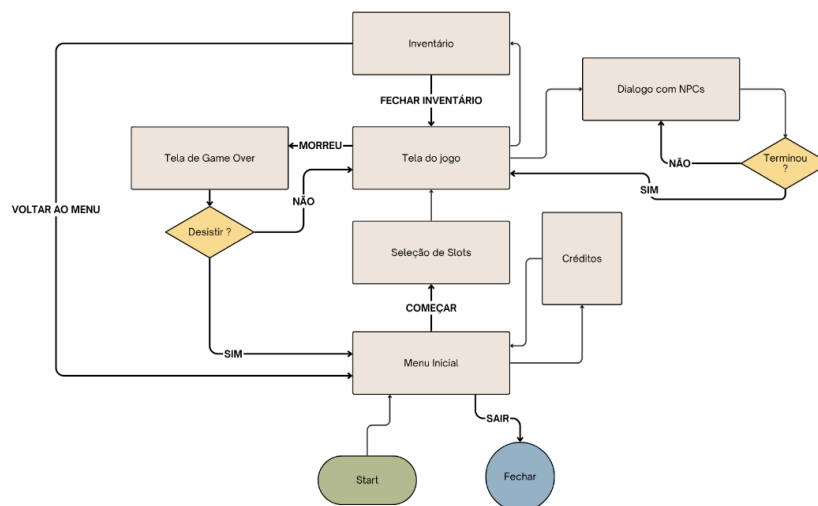 Inventário
FECHAR INVENTÁRIO
Dialogo com NPCs
Tela de Game Over
MORREU
Tela do jogo
Terminou
?
NÃO
SIM
NÃO
VOLTAR AO MENU
Desistir ?
Seleção de Slots
Créditos
COMEÇAR
SIM
Menu Inicial
SAIR
Start
Fechar